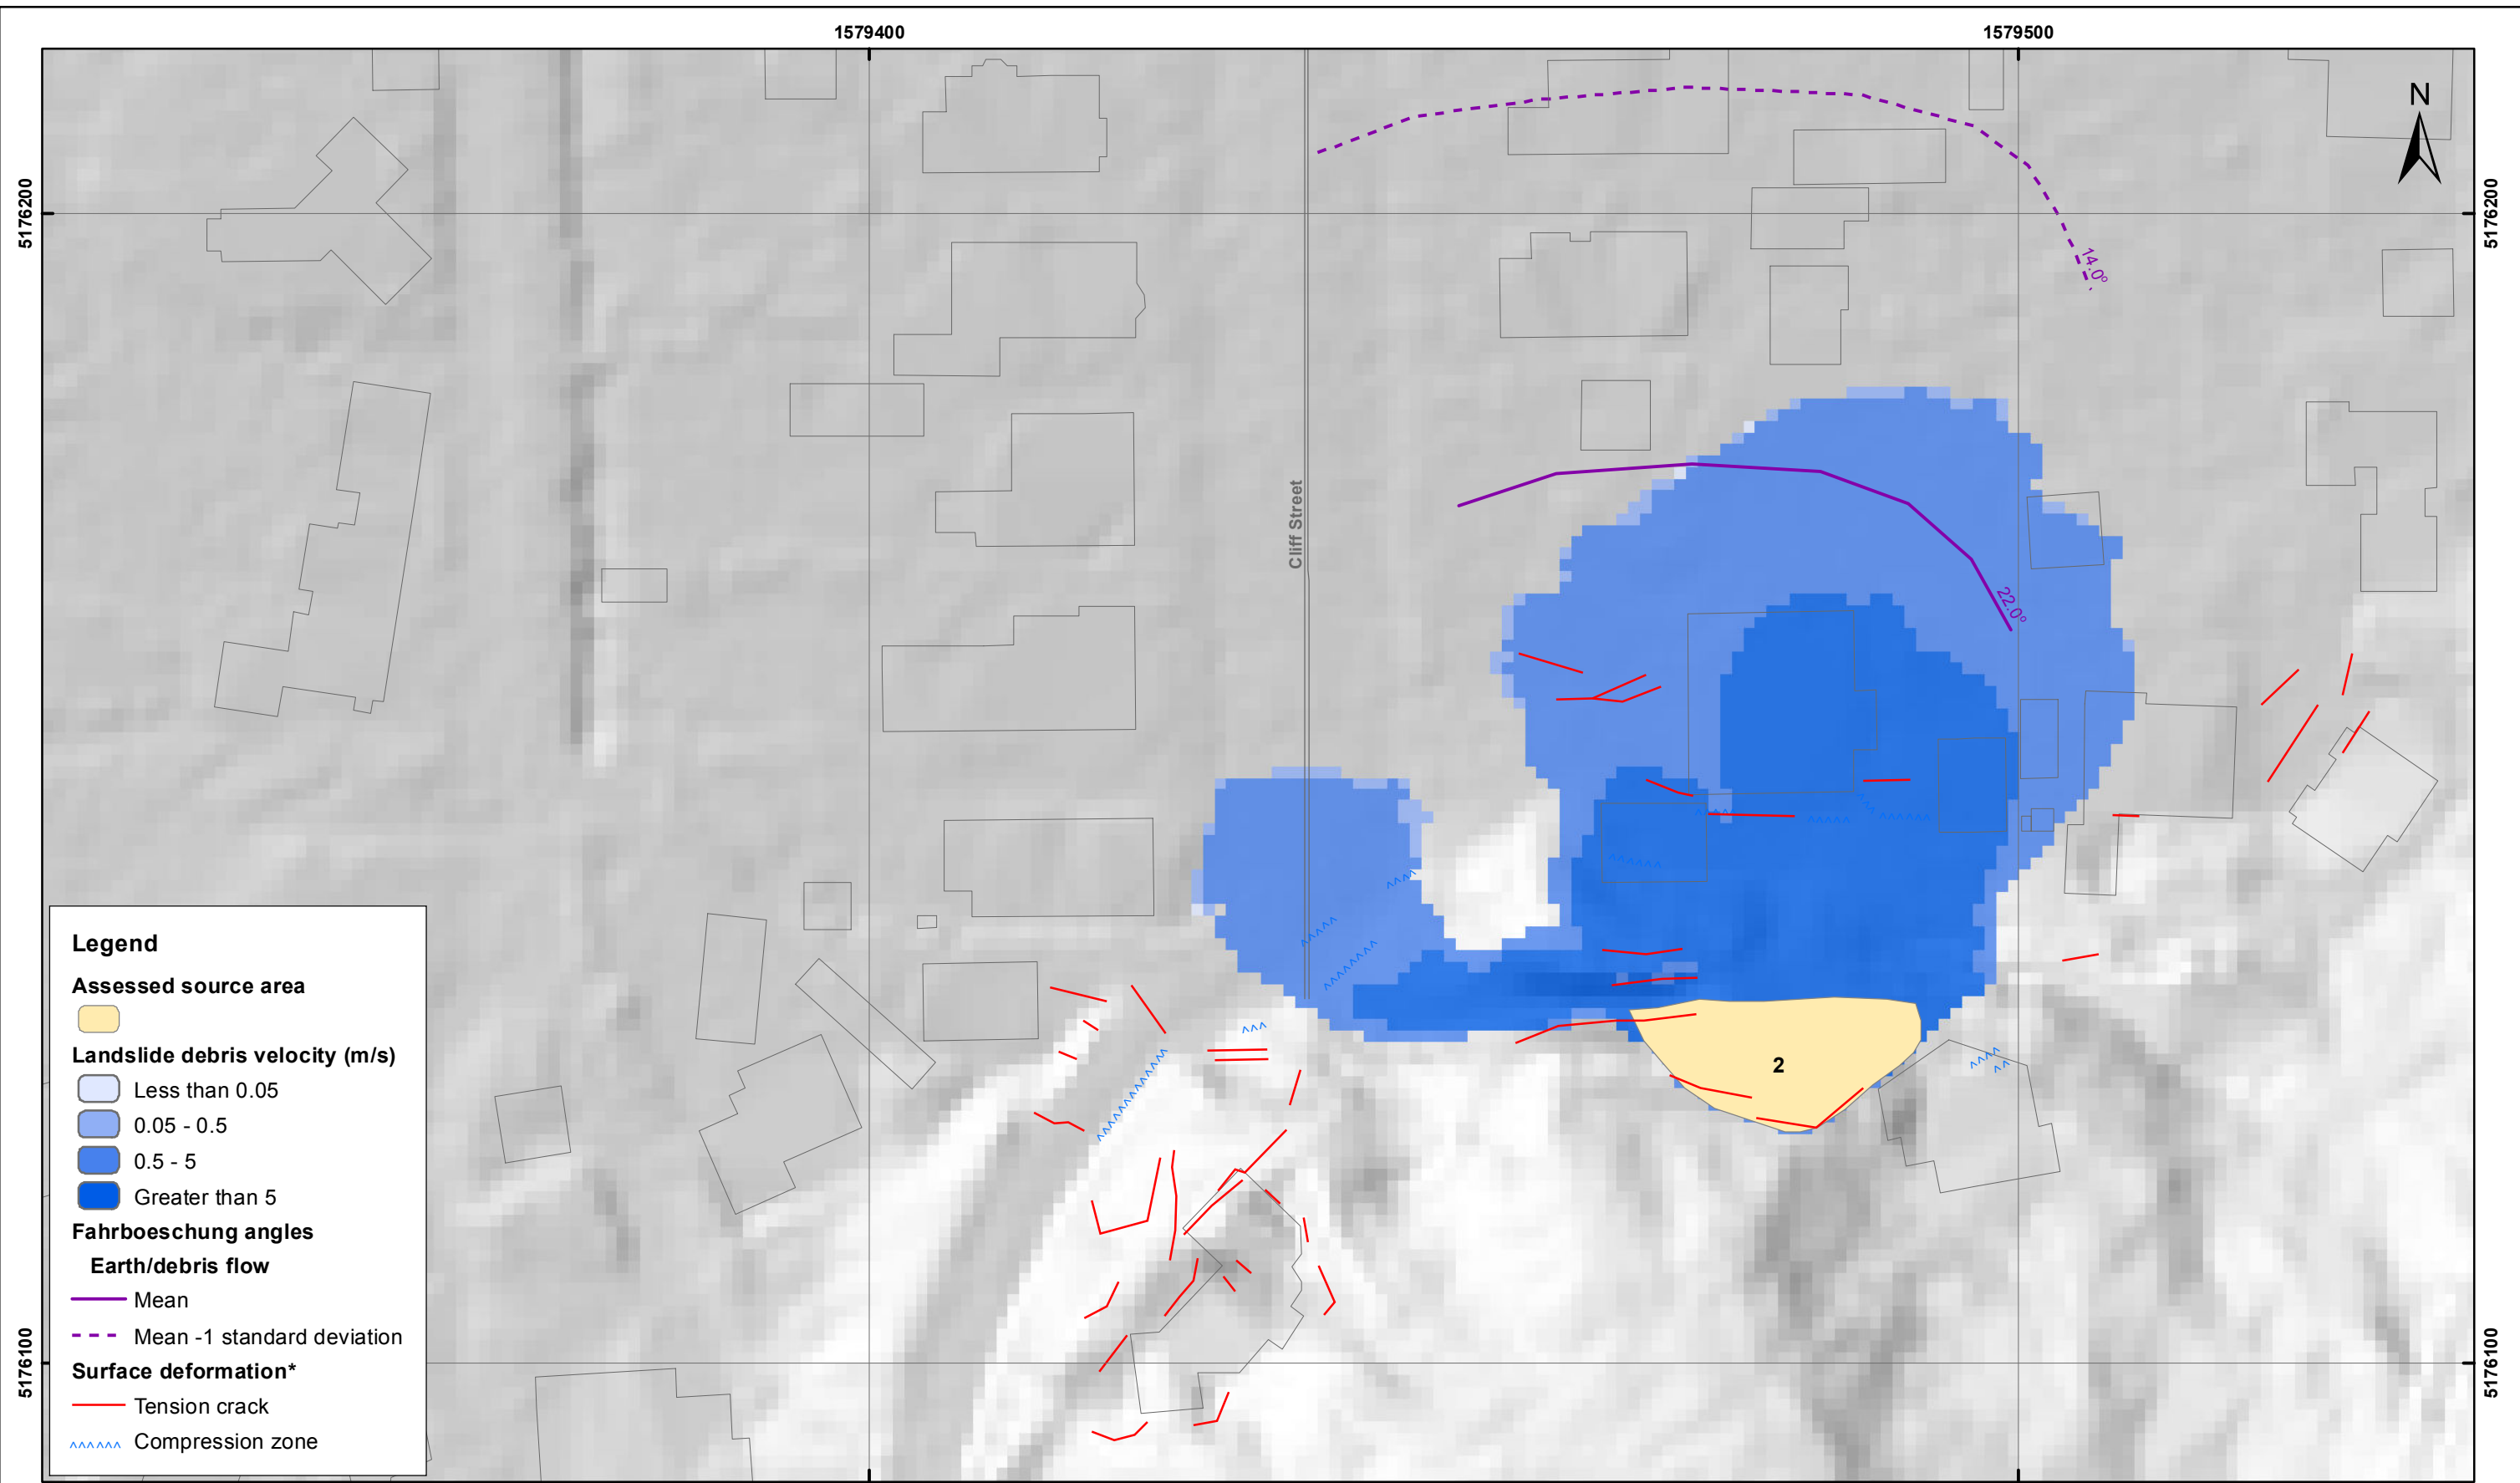 1579400
1579500
N
5176200
5176200
14.0°
Cliff Street
22.0°
2
Legend
Assessed source area
Landslide debris velocity (m/s)
Less than 0.05
0.05 - 0.5
0.5 - 5
Greater than 5
Fahrboeschung angles
Earth/debris flow
Mean
Mean -1 standard deviation
Surface deformation*
Tension crack
Compression zone
5176100
5176100